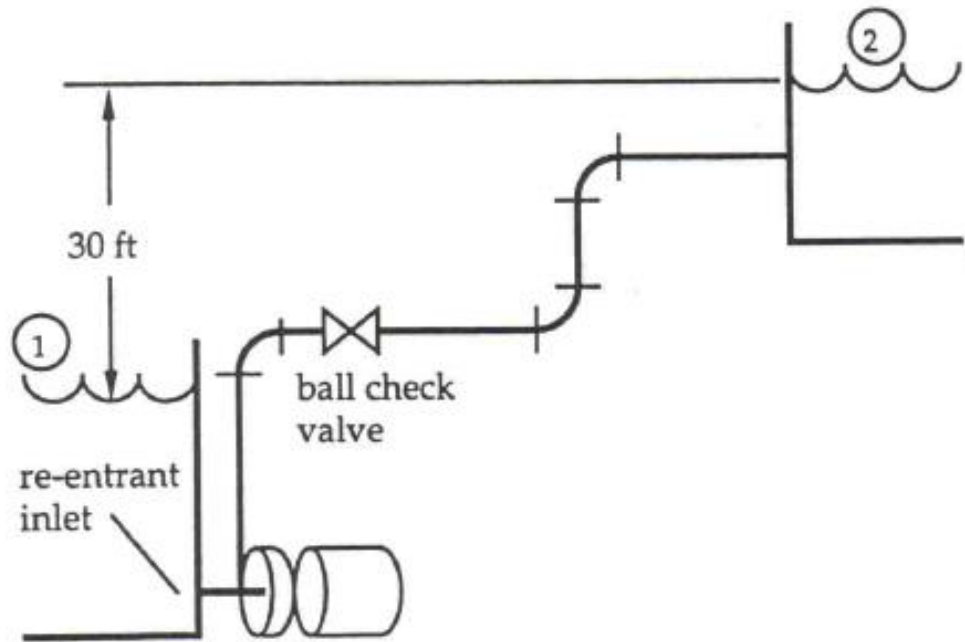 2
30 ft
1
ball check
valve
re-entrant
inlet